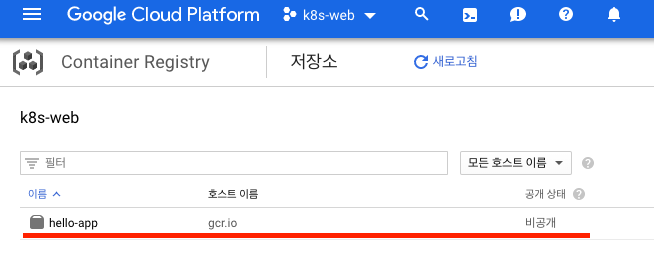 Google Cloud Platform k8s-web
Container Registry 저장소 새로고침
k8s-web
필터 모든 호스트 이름
이름 호스트 이름 공개 상태
hello-app gcr.io 비공개